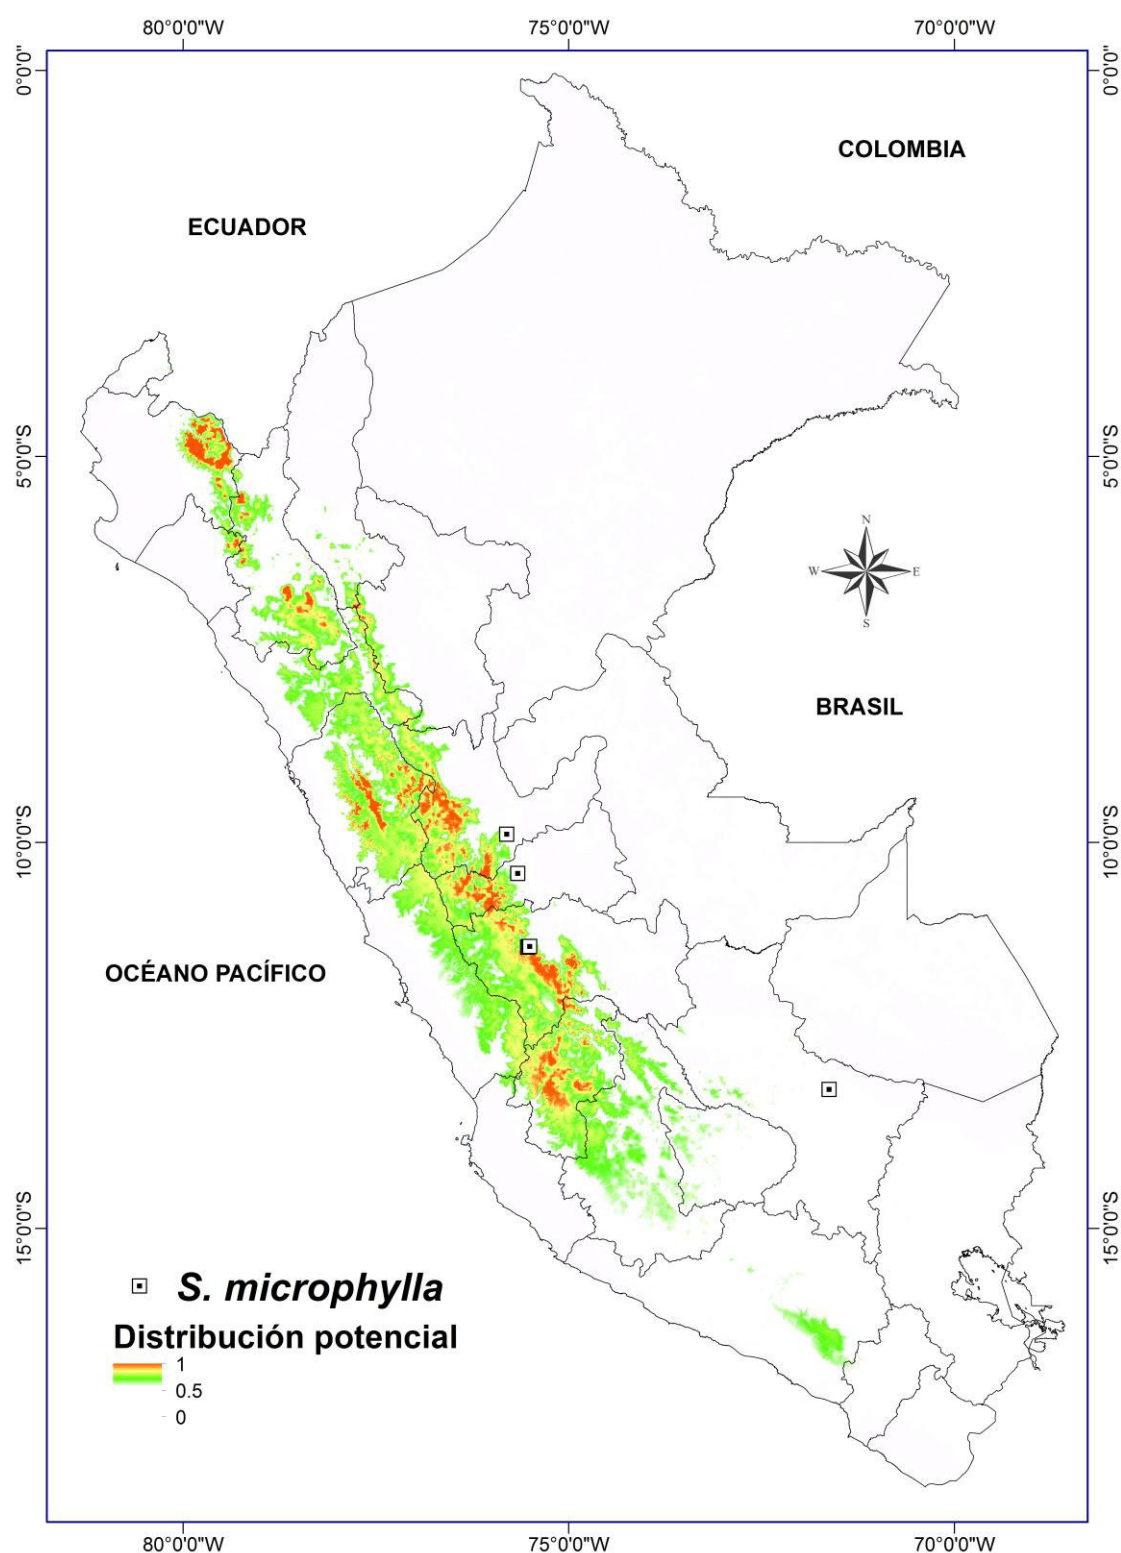 80°0'0"W 75°0'0"W 70°0'0"W
0°0'0" 0°0'0"
COLOMBIA
ECUADOR
5°0'0"S 5°0'0"S
N
W E
S
BRASIL
10°0'0"S 10°0'0"S
OCÉANO PACÍFICO
15°0'0"S 15°0'0"S
S. microphylla
Distribución potencial
1
0.5
0
80°0'0"W 75°0'0"W 70°0'0"W